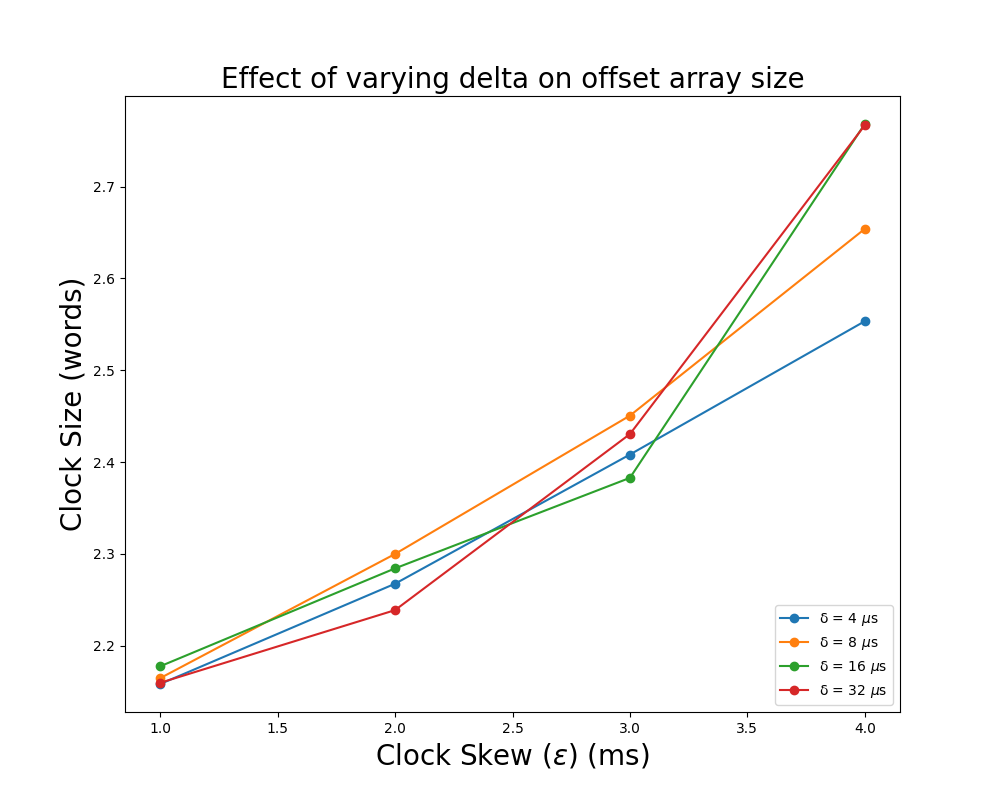 Effect of varying delta on offset array size
Clock Size (words)
2.7
2.6
2.5
2.4
2.3
2.2
1.0 1.5 2.0 2.5 3.0 3.5 4.0
Clock Skew (ε) (ms)
δ = 4 μs
δ = 8 μs
δ = 16 μs
δ = 32 μs